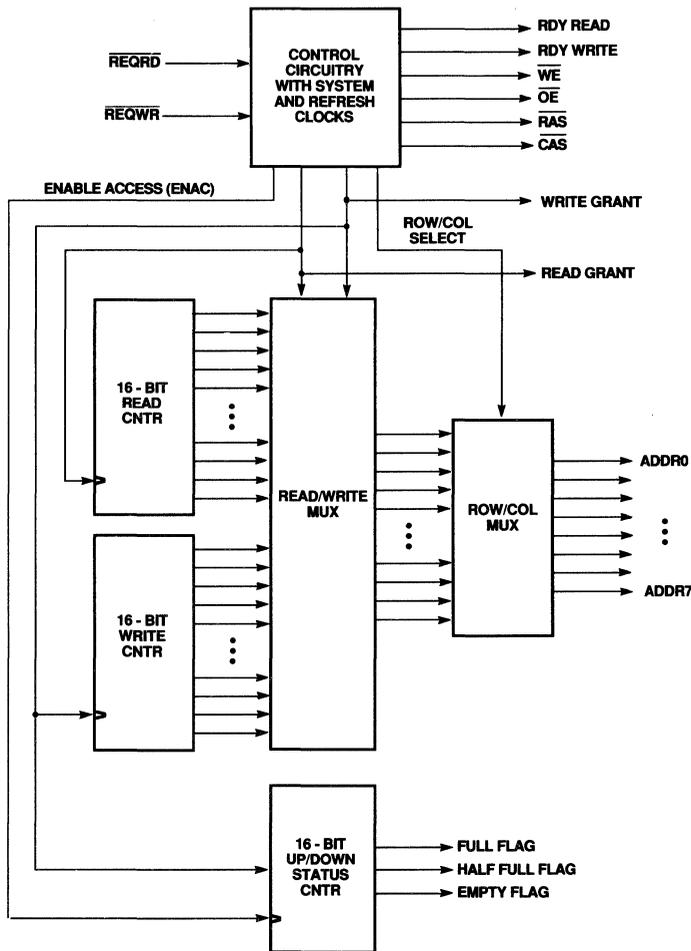 CONTROL
CIRCUITRY
WITH SYSTEM
AND REFRESH
CLOCKS
REQRD
REQWR
RDY READ
RDY WRITE
WE
OE
RAS
CAS
ENABLE ACCESS (ENAC)
WRITE GRANT
ROW/COL
SELECT
READ GRANT
16 - BIT
READ
CNTR
READ/WRITE
MUX
ROW/COL
MUX
ADDR0
ADDR7
16 - BIT
WRITE
CNTR
16 - BIT
UP/DOWN
STATUS
CNTR
FULL FLAG
HALF FULL FLAG
EMPTY FLAG